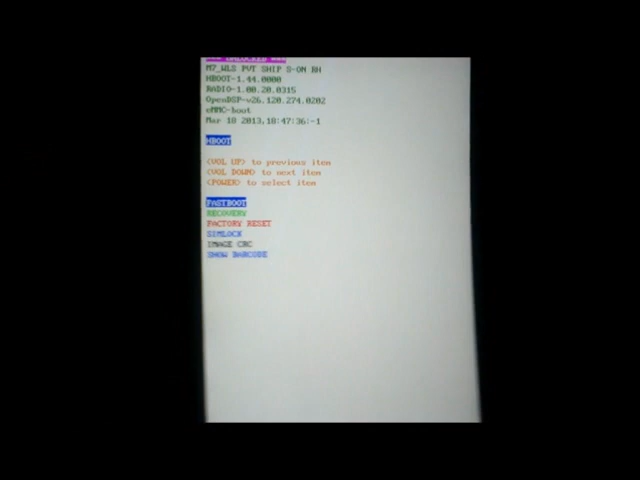 *** UNLOCKED ***
M7_WLS PVT SHIP S-ON RH
HBOOT-1.44.0000
RADIO-1.00.20.0315
OpenDSP-v26.120.274.0202
eMMC-boot
Mar 18 2013,18:47:36:-1
HBOOT
<VOL UP> to previous item
<VOL DOWN> to next item
<POWER> to select item
FASTBOOT
RECOVERY
FACTORY RESET
SIMLOCK
IMAGE CRC
SHOW BARCODE